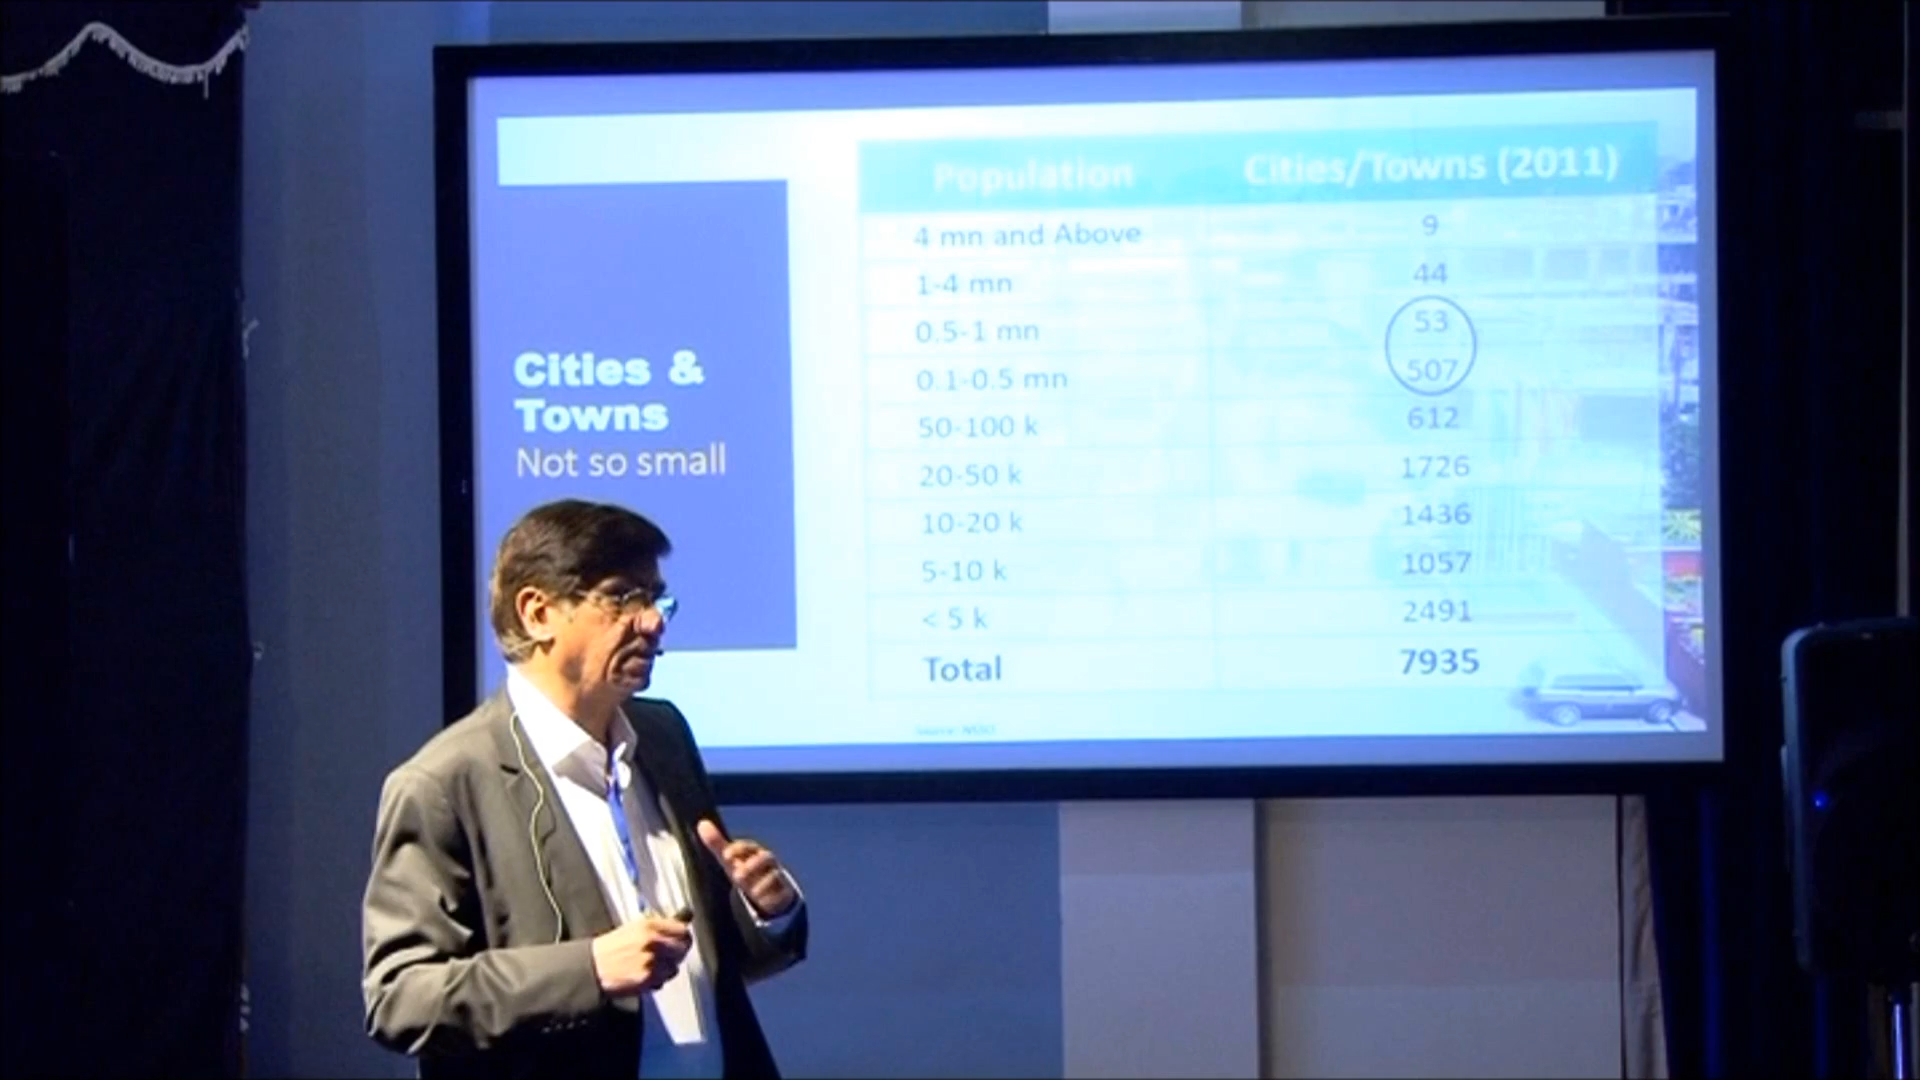 Cities &
Towns
Not so small
Population Cities/Towns (2011)
4 mn and Above 9
1-4 mn 44
0.5-1 mn 53
0.1-0.5 mn 507
50-100 k 612
20-50 k 1726
10-20 k 1436
5-10 k 1057
< 5 k 2491
Total 7935
Source: NSSO